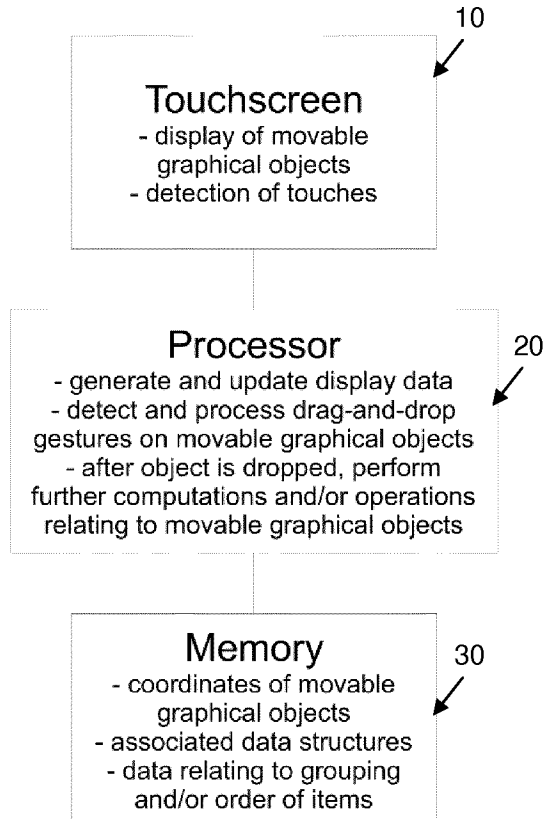 10
Touchscreen
- display of movable
graphical objects
- detection of touches
Processor
20
- generate and update display data
- detect and process drag-and-drop
gestures on movable graphical objects
- after object is dropped, perform
further computations and/or operations
relating to movable graphical objects
Memory
30
- coordinates of movable
graphical objects
- associated data structures
- data relating to grouping
and/or order of items